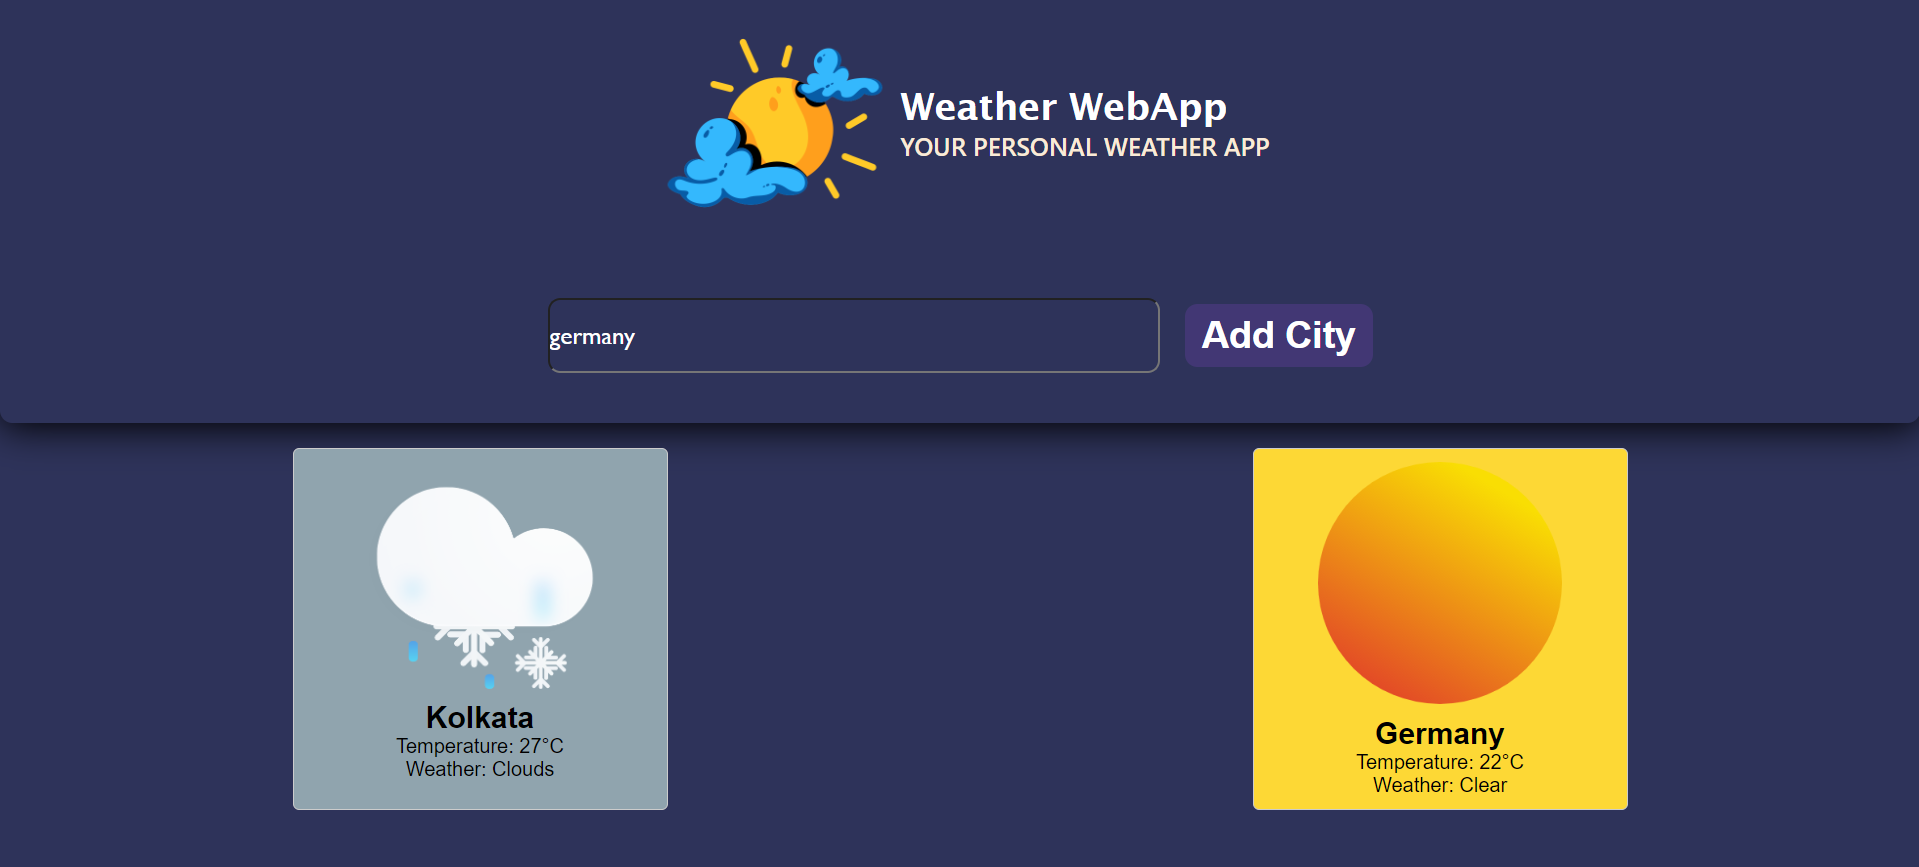 Weather WebApp
YOUR PERSONAL WEATHER APP
germany
Add City
Kolkata
Temperature: 27°C
Weather: Clouds
Germany
Temperature: 22°C
Weather: Clear